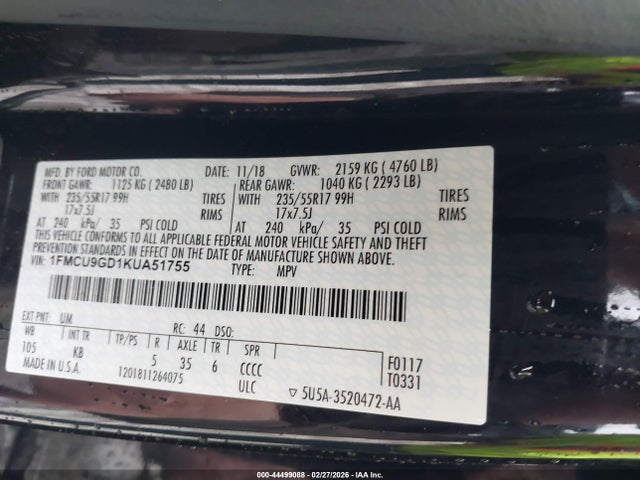 MFD. BY FORD MOTOR CO. DATE: 11/18 GVWR: 2159 KG ( 4760 LB)
FRONT GAWR: 1125 KG ( 2480 LB) REAR GAWR: 1040 KG ( 2293 LB)
WITH 235/55R17 99H TIRES WITH 235/55R17 99H TIRES
17x7.5J RIMS 17x7.5J RIMS
AT 240 kPa/ 35 PSI COLD AT 240 kPa/ 35 PSI COLD
THIS VEHICLE CONFORMS TO ALL APPLICABLE FEDERAL MOTOR VEHICLE SAFETY AND THEFT
PREVENTION STANDARDS IN EFFECT ON THE DATE OF MANUFACTURE SHOWN ABOVE.
VIN: 1FMCU9GD1KUA51755 TYPE: MPV
EXT PNT: UM RC: 44 DSO:
WB INT TR TP/PS R AXLE TR SPR
105 KB 5 35 6 CCCC F0117
MADE IN U.S.A. 1201811264075 ULC T0331
▽ 5U5A-3520472-AA
000-44499088 - 02/27/2026 - IAA Inc.